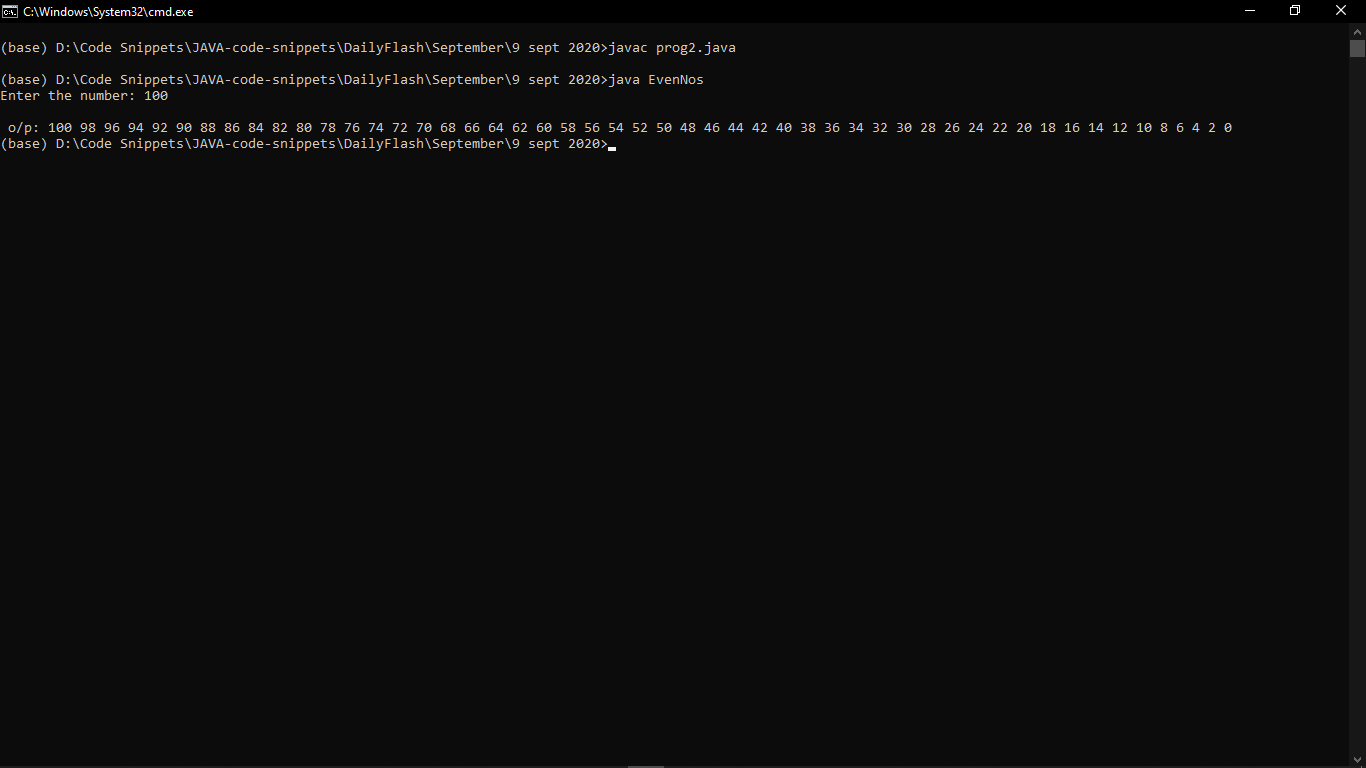 C:\Windows\System32\cmd.exe
(base) D:\Code Snippets\JAVA-code-snippets\DailyFlash\September\9 sept 2020>javac prog2.java
(base) D:\Code Snippets\JAVA-code-snippets\DailyFlash\September\9 sept 2020>java EvenNos
Enter the number: 100
o/p: 100 98 96 94 92 90 88 86 84 82 80 78 76 74 72 70 68 66 64 62 60 58 56 54 52 50 48 46 44 42 40 38 36 34 32 30 28 26 24 22 20 18 16 14 12 10 8 6 4 2 0
(base) D:\Code Snippets\JAVA-code-snippets\DailyFlash\September\9 sept 2020>